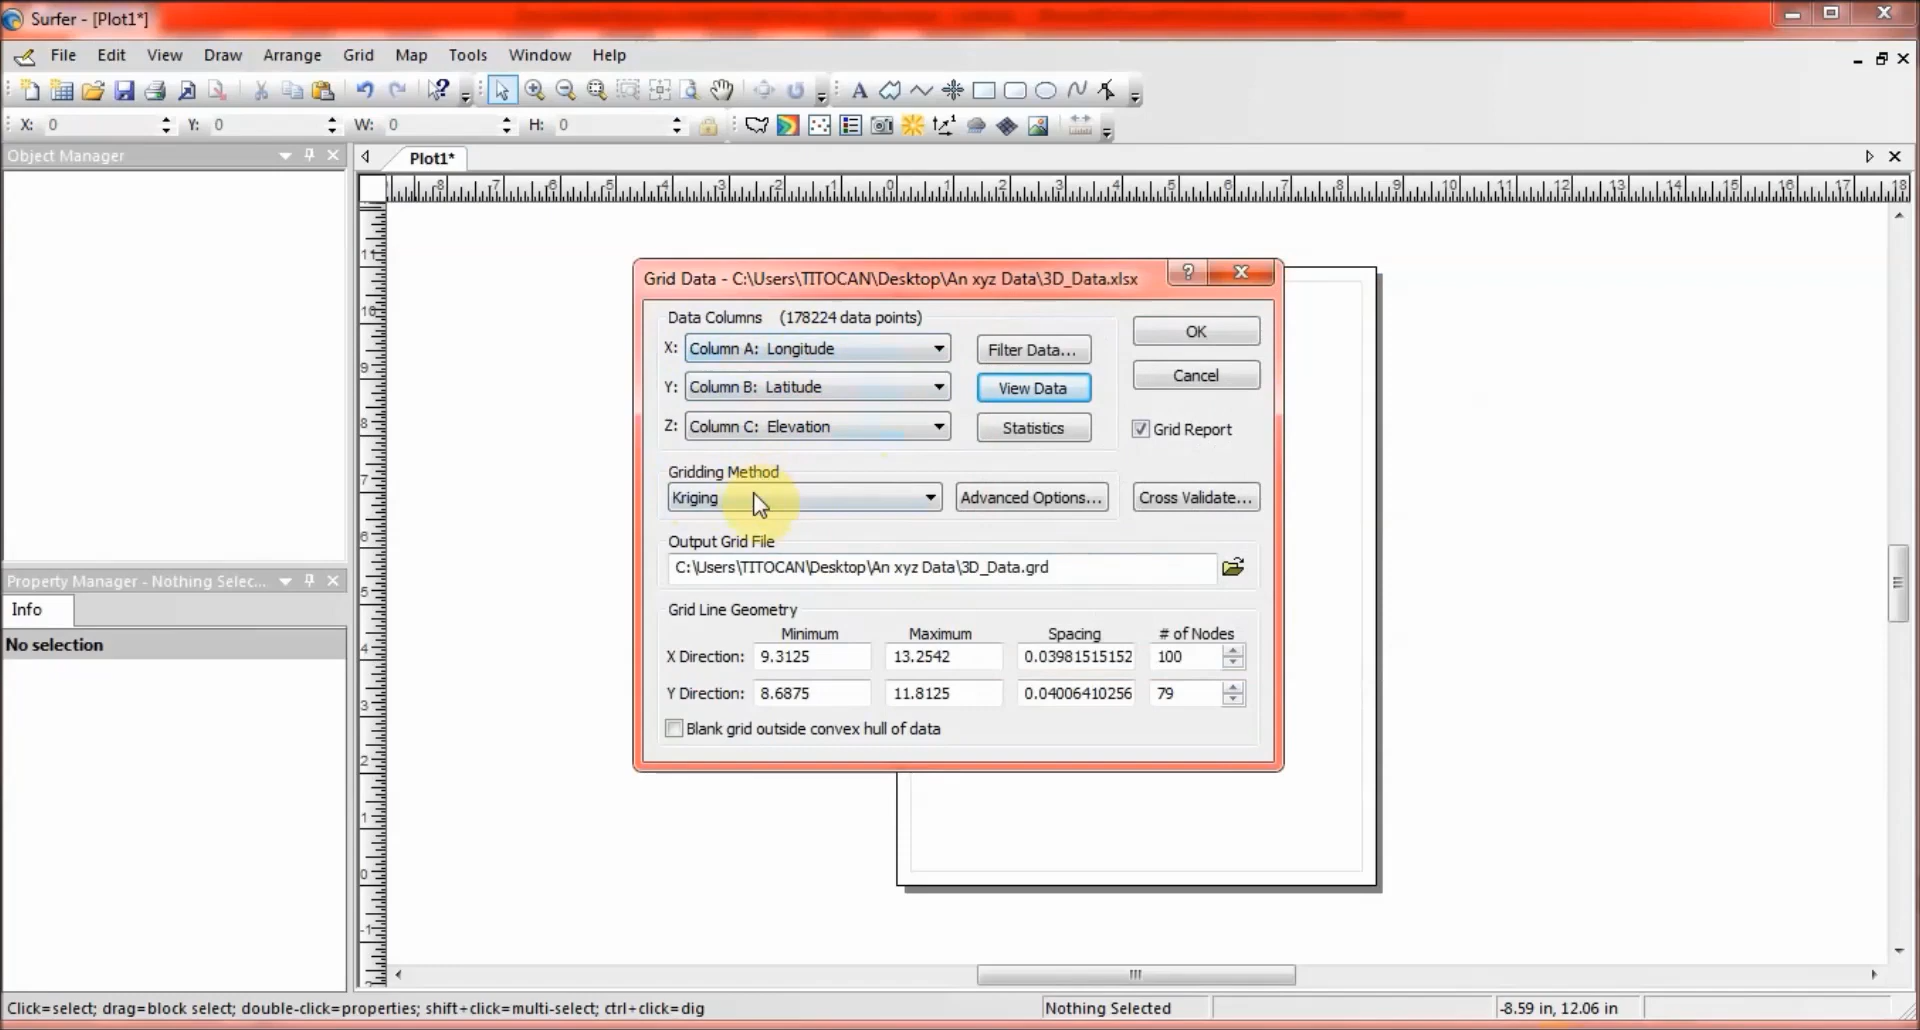 Surfer - [Plot1*]
File Edit View Draw Arrange Grid Map Tools Window Help
X: 0 Y: 0 W: 0 H: 0
Object Manager
Plot1*
Grid Data - C:\Users\TITOCAN\Desktop\An xyz Data\3D_Data.xlsx
Data Columns (178224 data points)
X: Column A: Longitude Filter Data... OK
Y: Column B: Latitude View Data Cancel
Z: Column C: Elevation Statistics Grid Report
Gridding Method
Kriging Advanced Options... Cross Validate...
Output Grid File
C:\Users\TITOCAN\Desktop\An xyz Data\3D_Data.grd
Grid Line Geometry
Minimum Maximum Spacing # of Nodes
X Direction: 9.3125 13.2542 0.03981515152 100
Y Direction: 8.6875 11.8125 0.04006410256 79
Blank grid outside convex hull of data
Property Manager - Nothing Selec...
Info
No selection
Click=select; drag=block select; double-click=properties; shift+click=multi-select; ctrl+click=dig Nothing Selected -8.59 in, 12.06 in